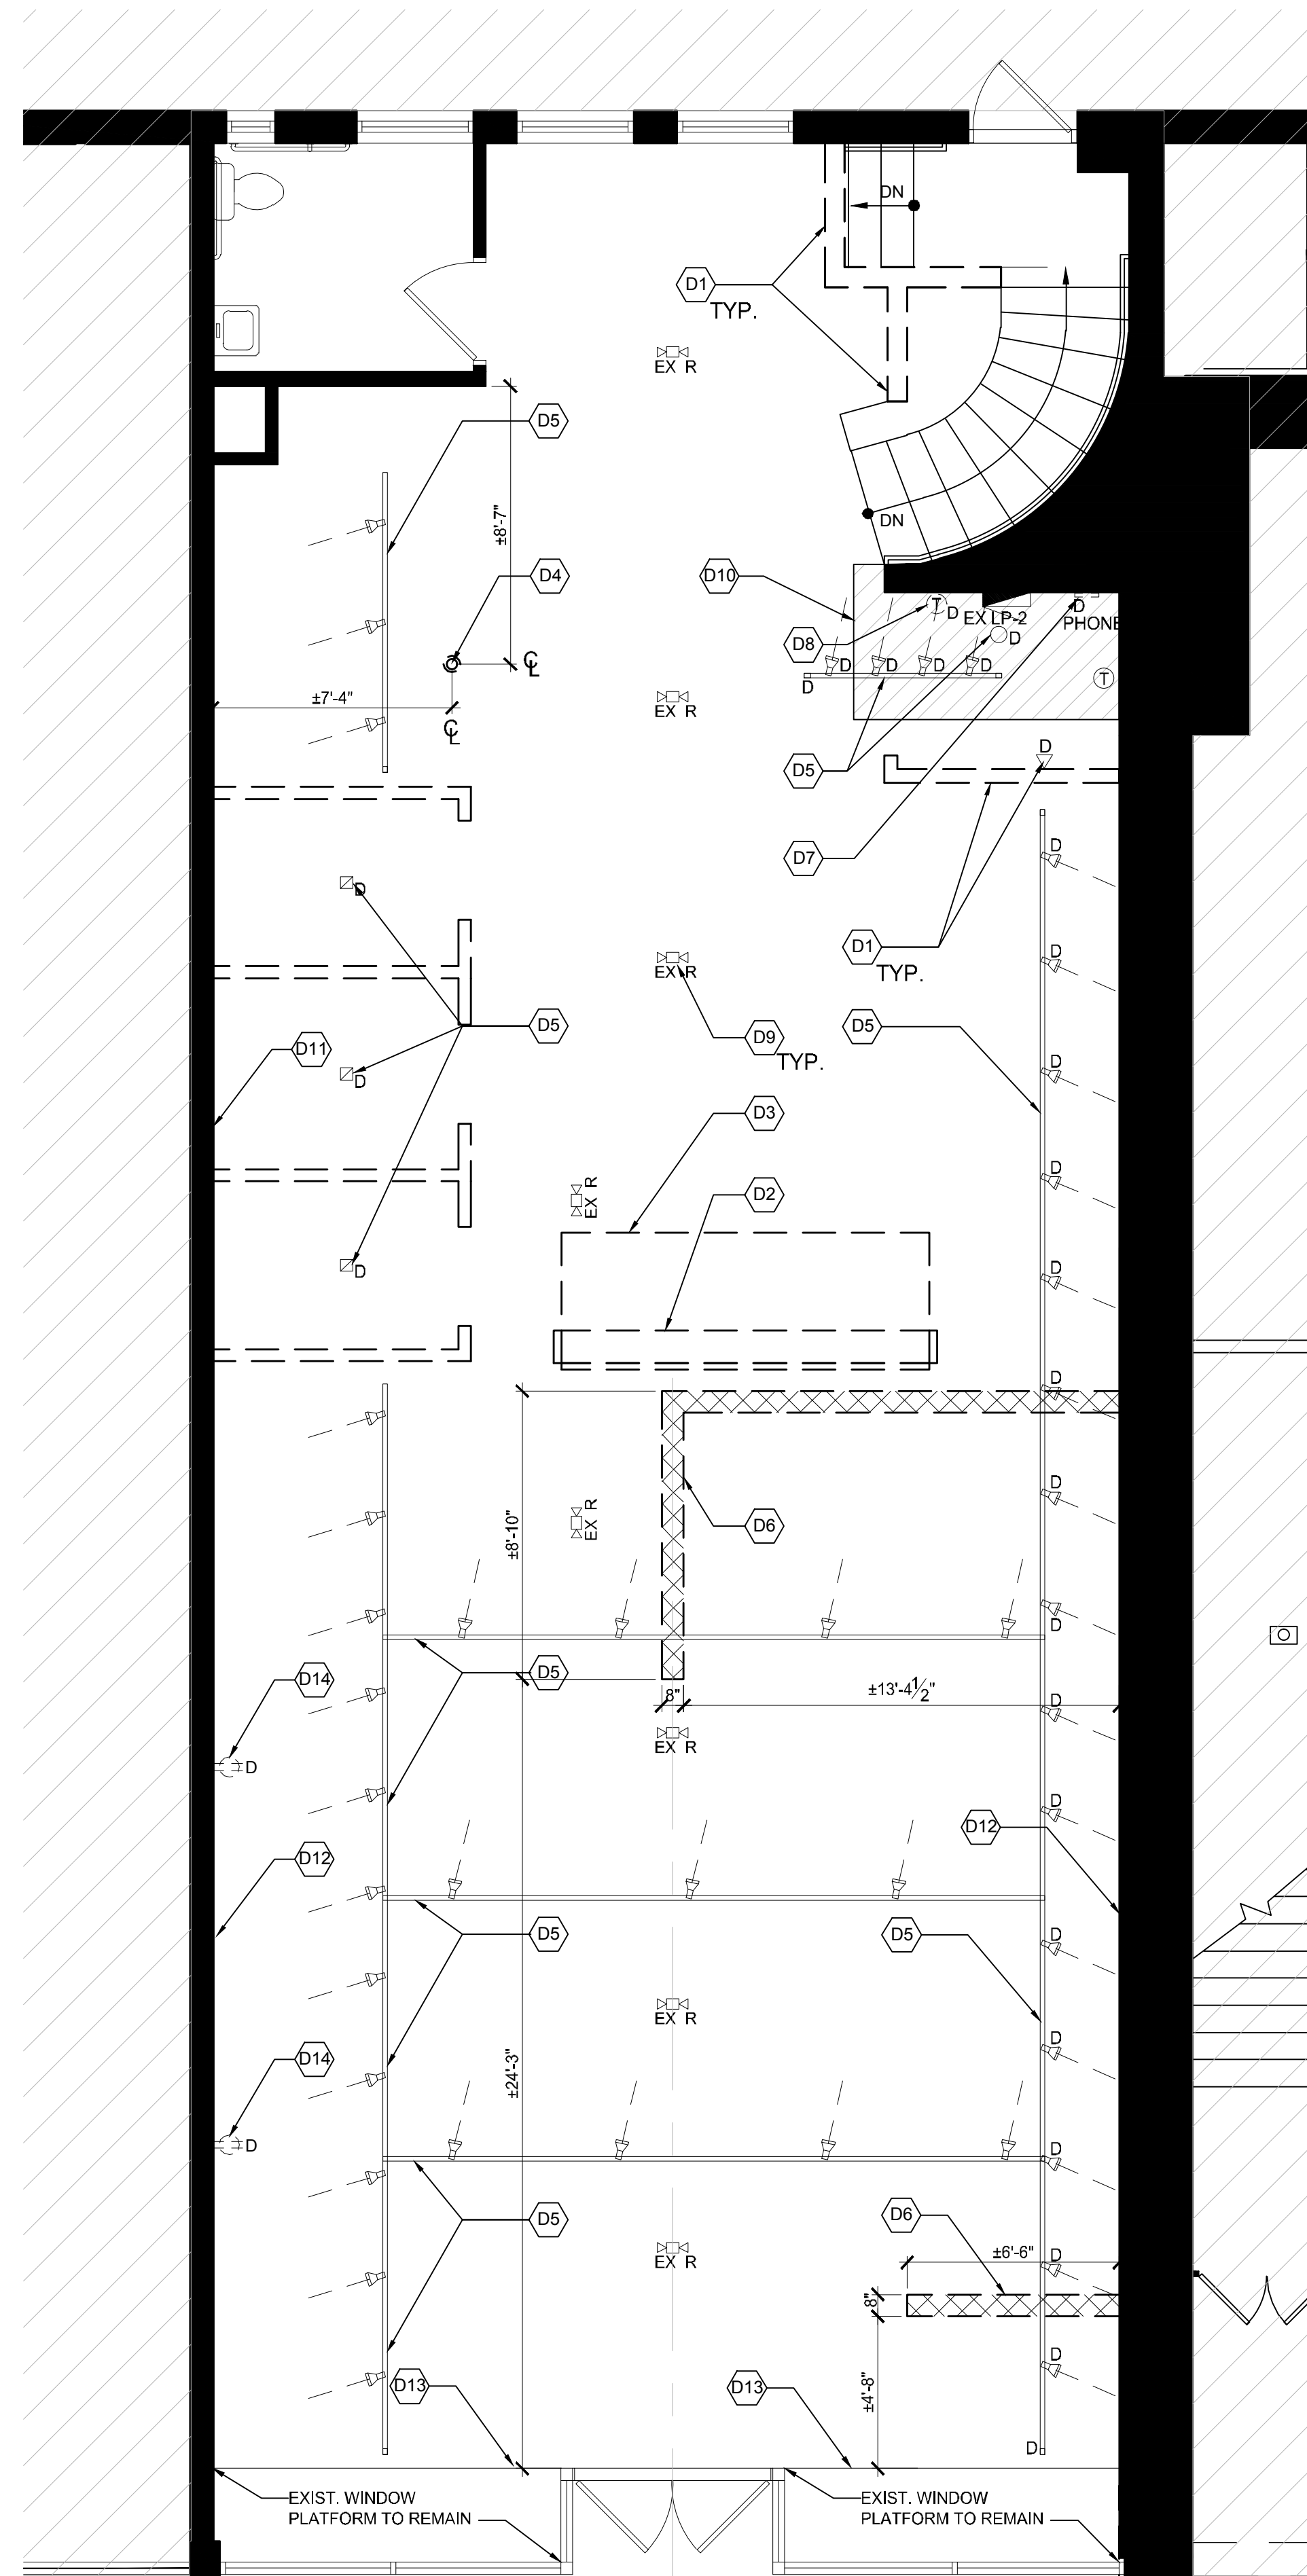 DN
D1
TYP.
EX R
D5
±8'-7"
DN
D4
D10
D
EX LP-2
D
PHONE
T
D
D8
D
D
D
D
D
T
℄
±7'-4"
EX R
℄
D
D5
D7
D
D
D1
TYP.
D
EX R
D5
D5
D9
TYP.
D11
D
D
D3
D
EX R
D2
D
D
D
D
±8'-10"
EX R
D6
D
D
D5
D14
8"
±13'-4 1/2"
D
EX R
D
D
D12
D12
D
D5
D5
EX R
D
±24'-3"
D14
D
D
D5
D6
EX R
±6'-6"
D
8"
D
D13
D13
±4'-8"
D
EXIST. WINDOW
PLATFORM TO REMAIN
EXIST. WINDOW
PLATFORM TO REMAIN